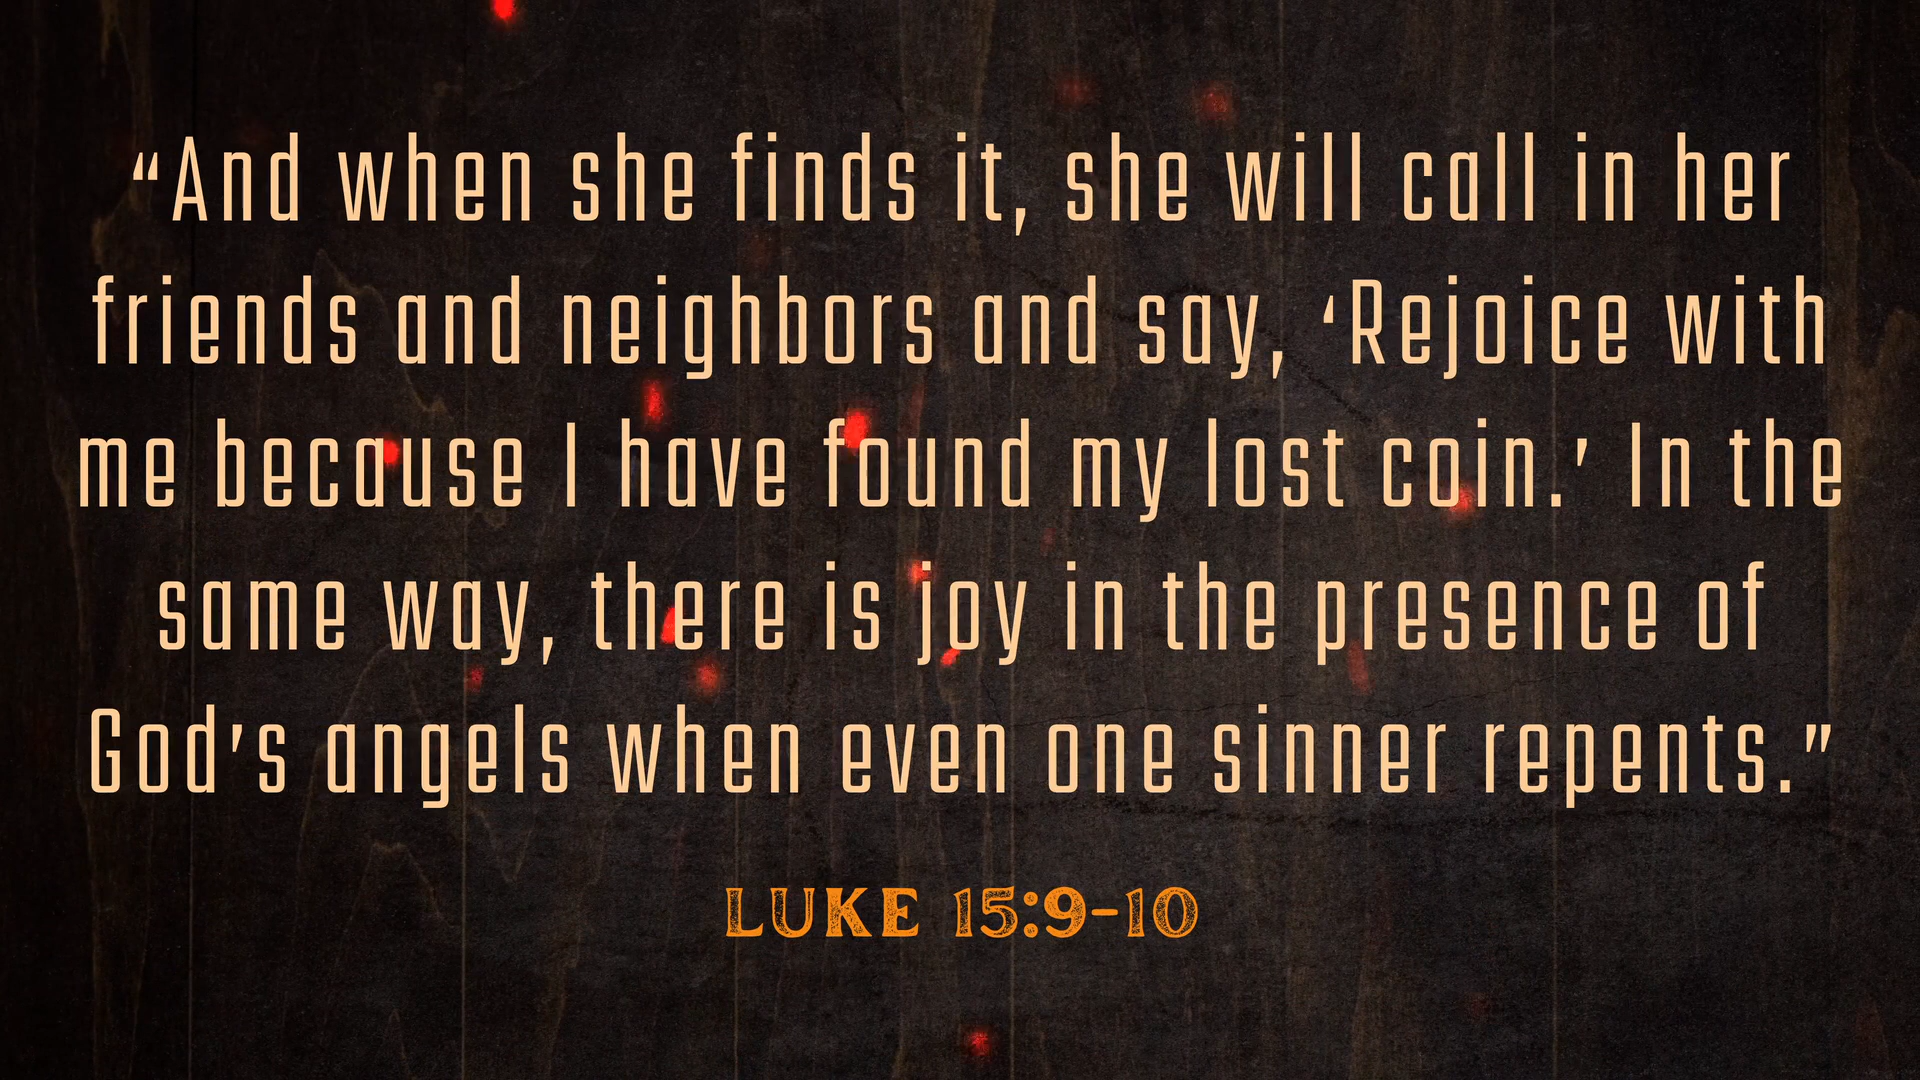 “And when she finds it, she will call in her
friends and neighbors and say, ‘Rejoice with
me because I have found my lost coin.’ In the
same way, there is joy in the presence of
God’s angels when even one sinner repents.”
LUKE 15:9-10